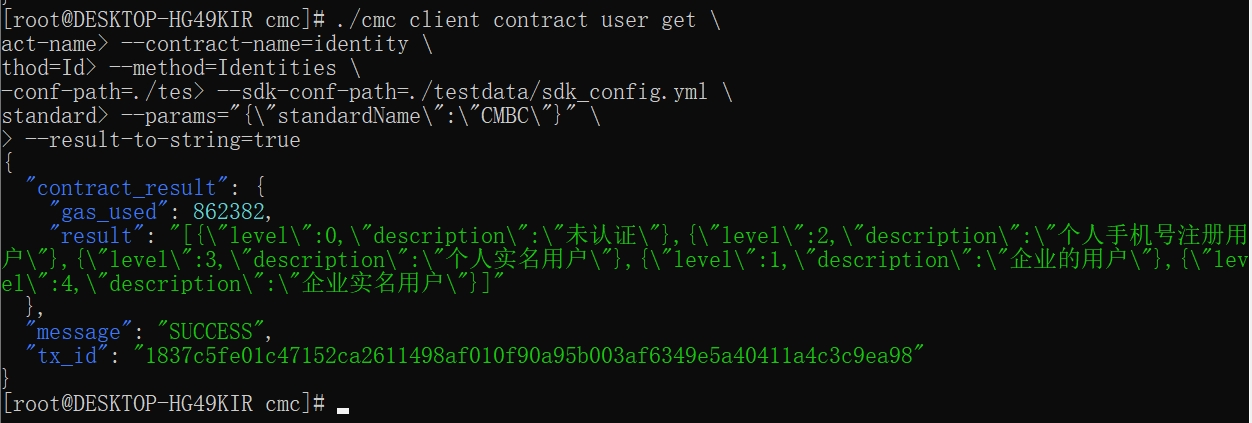 [root@DESKTOP-HG49KIR cmc]# ./cmc client contract user get \
act-name> --contract-name=identity \
thod=Id> --method=Identities \
-conf-path=./tes> --sdk-conf-path=./testdata/sdk_config.yml \
standard> --params="{\"standardName\":\"CMBC\"}" \
> --result-to-string=true
{
  "contract_result": {
    "gas_used": 862382,
    "result": "[{\"level\":0,\"description\":\"未认证\"},{\"level\":2,\"description\":\"个人手机号注册用
户\"},{\"level\":3,\"description\":\"个人实名用户\"},{\"level\":1,\"description\":\"企业的用户\"},{\"lev
el\":4,\"description\":\"企业实名用户\"}]"
  },
  "message": "SUCCESS",
  "tx_id": "1837c5fe01c47152ca2611498af010f90a95b003af6349e5a40411a4c3c9ea98"
}
[root@DESKTOP-HG49KIR cmc]#